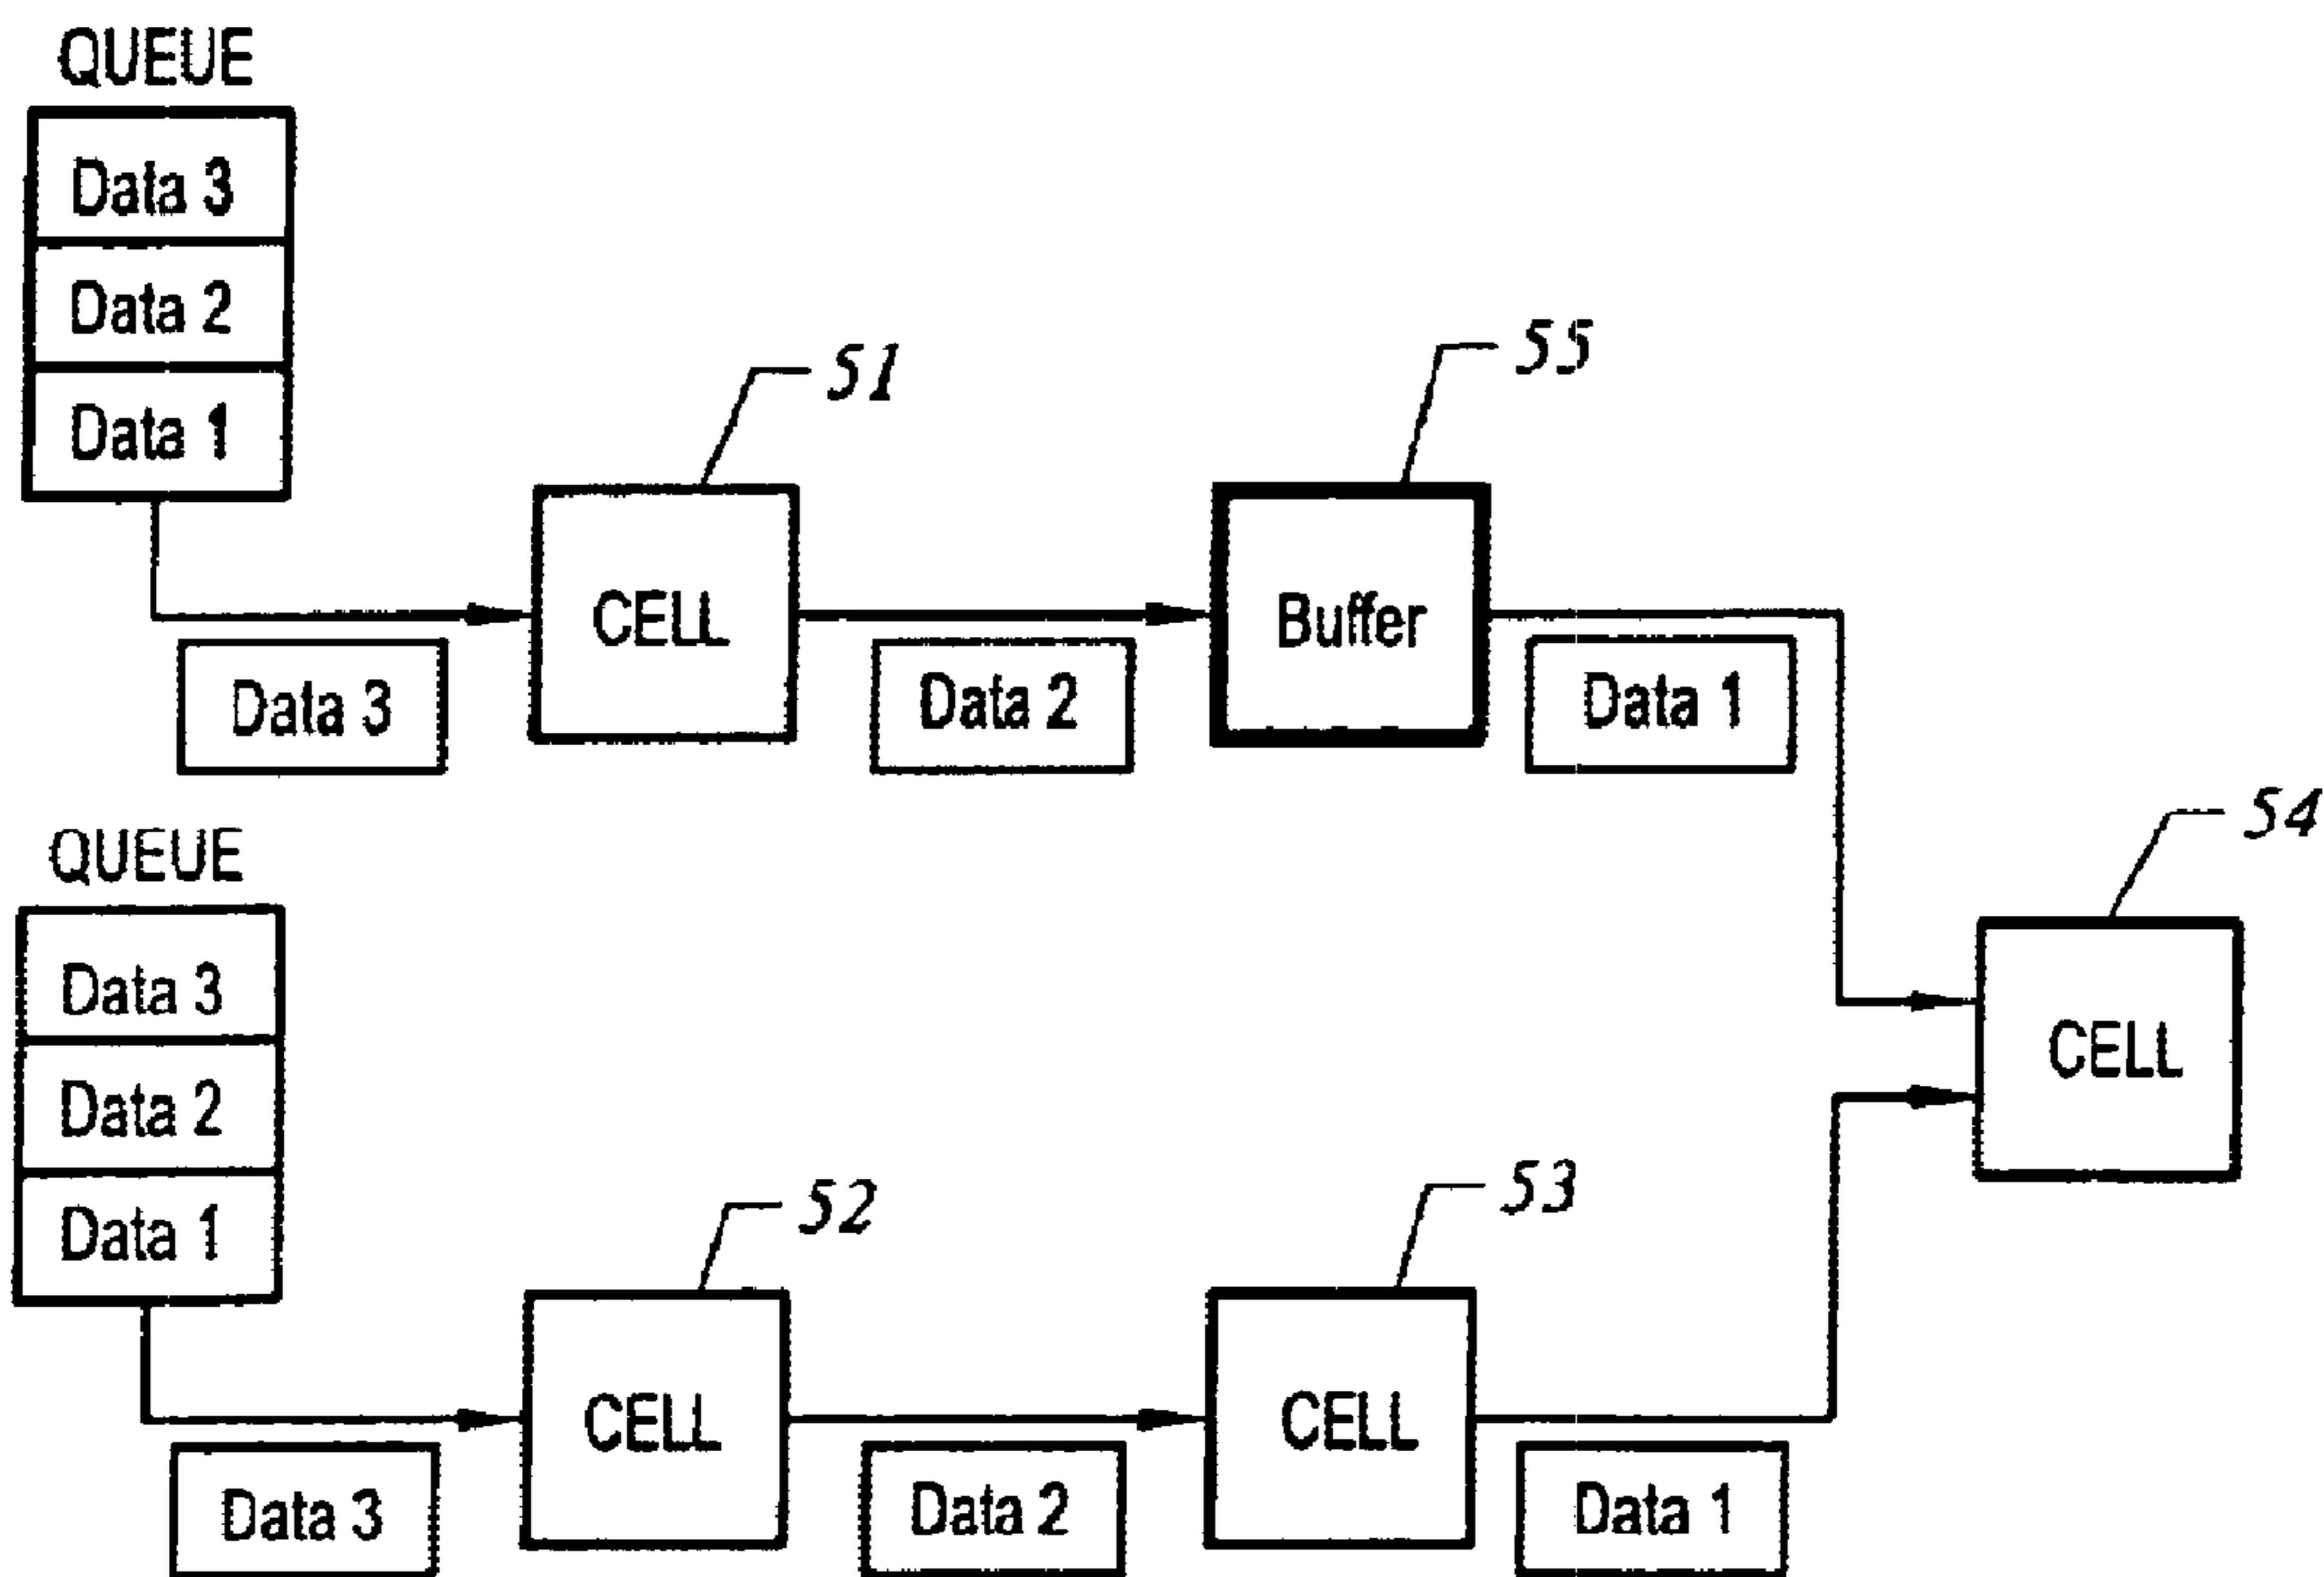 QUEUE
Data 3
Data 2
Data 1
51
55
CELL
Buffer
Data 3
Data 2
Data 1
54
QUEUE
Data 3
Data 2
Data 1
CELL
52
53
CELL
CELL
Data 3
Data 2
Data 1